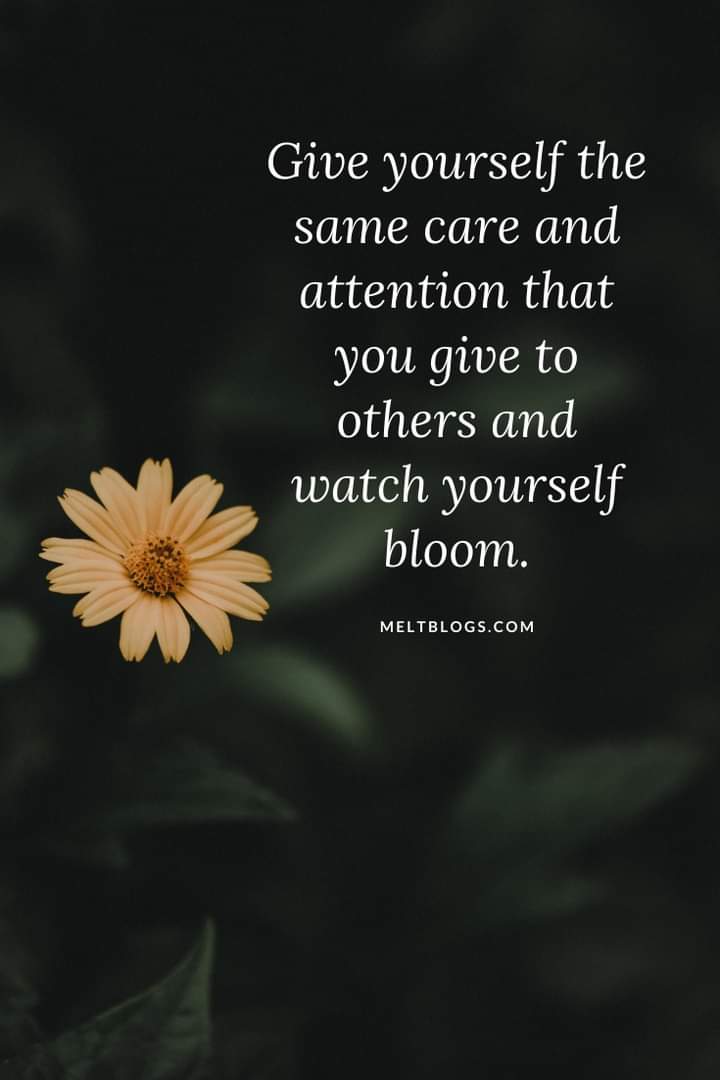 Give yourself the
same care and
attention that
you give to
others and
watch yourself
bloom.
MELTBLOGS.COM